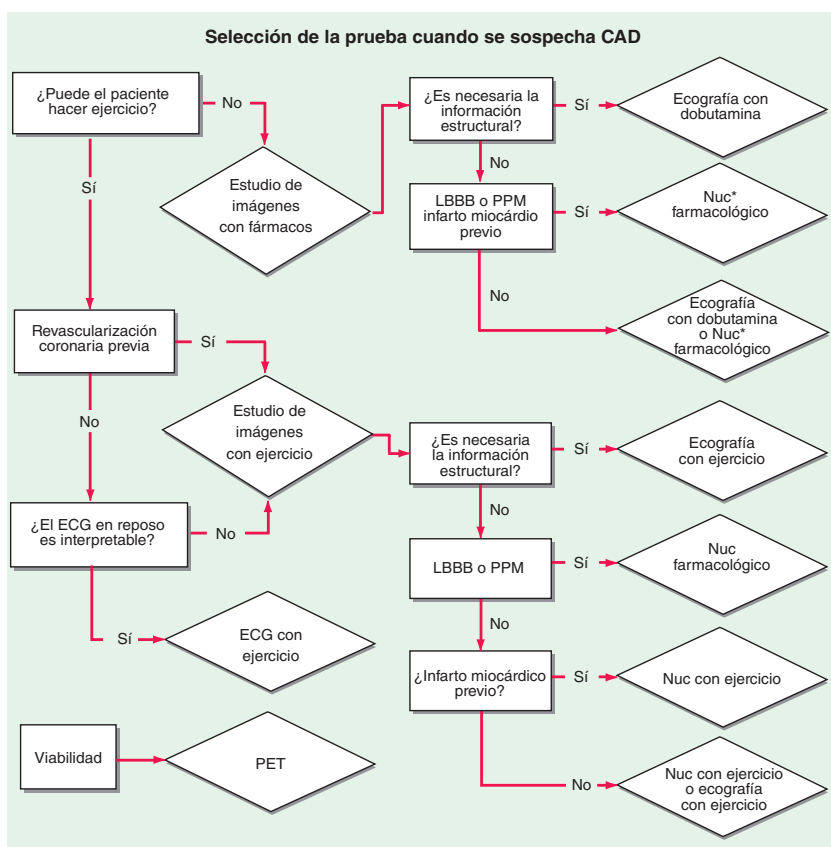 Selección de la prueba cuando se sospecha CAD
¿Puede el paciente
hacer ejercicio?
No
Sí
Estudio de
imágenes
con fármacos
¿Es necesaria la
información
estructural?
Sí
Ecografía con
dobutamina
No
LBBB o PPM
infarto miocárdio
previo
Sí
Nuc*
farmacológico
No
Ecografía
con dobutamina
o Nuc*
farmacológico
Revascularización
coronaria previa
Sí
No
Estudio de
imágenes
con ejercicio
¿Es necesaria
la información
estructural?
Sí
Ecografía
con ejercicio
No
¿El ECG en reposo
es interpretable?
No
Sí
ECG con
ejercicio
LBBB o PPM
Sí
Nuc
farmacológico
No
¿Infarto miocárdico
previo?
Sí
Nuc con ejercicio
No
Nuc con ejercicio
o ecografía
con ejercicio
Viabilidad
PET